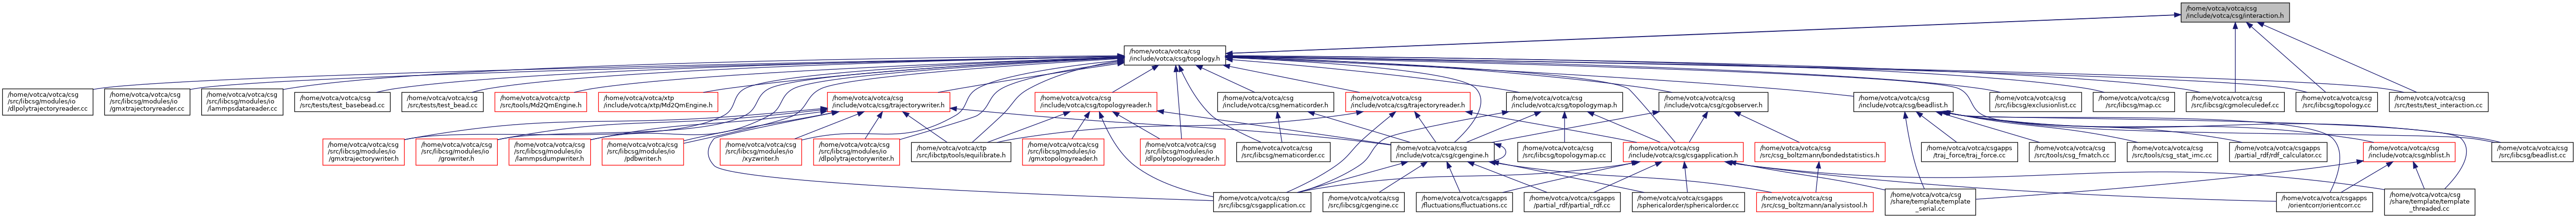 /home/votca/votca/csg
/include/votca/csg/interaction.h
/home/votca/votca/csg
/include/votca/csg/topology.h
/home/votca/votca/csg
/src/libcsg/modules/io
/dlpolytrajectoryreader.cc
/home/votca/votca/csg
/src/libcsg/modules/io
/gmxtrajectoryreader.cc
/home/votca/votca/csg
/src/libcsg/modules/io
/lammpsdatareader.cc
/home/votca/votca/csg
/src/tests/test_basebead.cc
/home/votca/votca/csg
/src/tests/test_bead.cc
/home/votca/votca/ctp
/src/tools/Md2QmEngine.h
/home/votca/votca/xtp
/include/votca/xtp/Md2QmEngine.h
/home/votca/votca/csg
/include/votca/csg/trajectorywriter.h
/home/votca/votca/csg
/include/votca/csg/topologyreader.h
/home/votca/votca/csg
/include/votca/csg/nematicorder.h
/home/votca/votca/csg
/include/votca/csg/trajectoryreader.h
/home/votca/votca/csg
/include/votca/csg/topologymap.h
/home/votca/votca/csg
/include/votca/csg/cgobserver.h
/home/votca/votca/csg
/include/votca/csg/beadlist.h
/home/votca/votca/csg
/src/libcsg/exclusionlist.cc
/home/votca/votca/csg
/src/libcsg/map.cc
/home/votca/votca/csg
/src/libcsg/cgmoleculedef.cc
/home/votca/votca/csg
/src/libcsg/topology.cc
/home/votca/votca/csg
/src/tests/test_interaction.cc
/home/votca/votca/csg
/src/libcsg/modules/io
/gmxtrajectorywriter.h
/home/votca/votca/csg
/src/libcsg/modules/io
/growriter.h
/home/votca/votca/csg
/src/libcsg/modules/io
/lammpsdumpwriter.h
/home/votca/votca/csg
/src/libcsg/modules/io
/pdbwriter.h
/home/votca/votca/csg
/src/libcsg/modules/io
/xyzwriter.h
/home/votca/votca/csg
/src/libcsg/modules/io
/dlpolytrajectorywriter.h
/home/votca/votca/ctp
/src/libctp/tools/equilibrate.h
/home/votca/votca/csg
/src/libcsg/modules/io
/gmxtopologyreader.h
/home/votca/votca/csg
/src/libcsg/modules/io
/dlpolytopologyreader.h
/home/votca/votca/csg
/src/libcsg/nematicorder.cc
/home/votca/votca/csg
/include/votca/csg/cgengine.h
/home/votca/votca/csg
/src/libcsg/topologymap.cc
/home/votca/votca/csg
/include/votca/csg/csgapplication.h
/home/votca/votca/csg
/src/csg_boltzmann/bondedstatistics.h
/home/votca/votca/csgapps
/traj_force/traj_force.cc
/home/votca/votca/csg
/src/tools/csg_fmatch.cc
/home/votca/votca/csg
/src/tools/csg_stat_imc.cc
/home/votca/votca/csgapps
/partial_rdf/rdf_calculator.cc
/home/votca/votca/csg
/include/votca/csg/nblist.h
/home/votca/votca/csg
/src/libcsg/beadlist.cc
/home/votca/votca/csg
/src/libcsg/csgapplication.cc
/home/votca/votca/csg
/src/libcsg/cgengine.cc
/home/votca/votca/csgapps
/fluctuations/fluctuations.cc
/home/votca/votca/csgapps
/partial_rdf/partial_rdf.cc
/home/votca/votca/csgapps
/sphericalorder/sphericalorder.cc
/home/votca/votca/csg
/src/csg_boltzmann/analysistool.h
/home/votca/votca/csg
/share/template/template
_serial.cc
/home/votca/votca/csgapps
/orientcorr/orientcorr.cc
/home/votca/votca/csg
/share/template/template
_threaded.cc